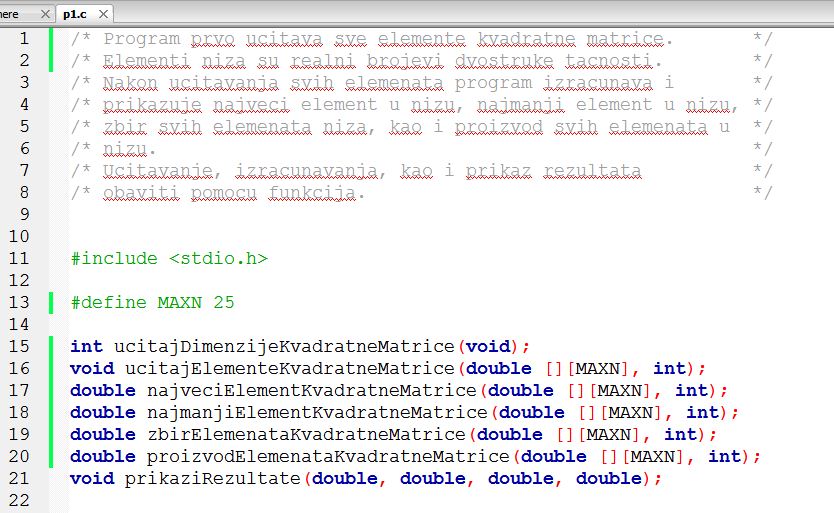 here p1.c
1 /* Program prvo ucitava sve elemente kvadratne matrice. */
2 /* Elementi niza su realni brojevi dvostruke tacnosti. */
3 /* Nakon ucitavanja svih elemenata program izracunava i */
4 /* prikazuje najveci element u nizu, najmanji element u nizu, */
5 /* zbir svih elemenata niza, kao i proizvod svih elemenata u */
6 /* nizu. */
7 /* Ucitavanje, izracunavanja, kao i prikaz rezultata */
8 /* obaviti pomocu funkcija. */
9
10
11 #include <stdio.h>
12
13 #define MAXN 25
14
15 int ucitajDimenzijeKvadratneMatrice(void);
16 void ucitajElementeKvadratneMatrice(double [][MAXN], int);
17 double najveciElementKvadratneMatrice(double [][MAXN], int);
18 double najmanjiElementKvadratneMatrice(double [][MAXN], int);
19 double zbirElemenataKvadratneMatrice(double [][MAXN], int);
20 double proizvodElemenataKvadratneMatrice(double [][MAXN], int);
21 void prikaziRezultate(double, double, double, double);
22